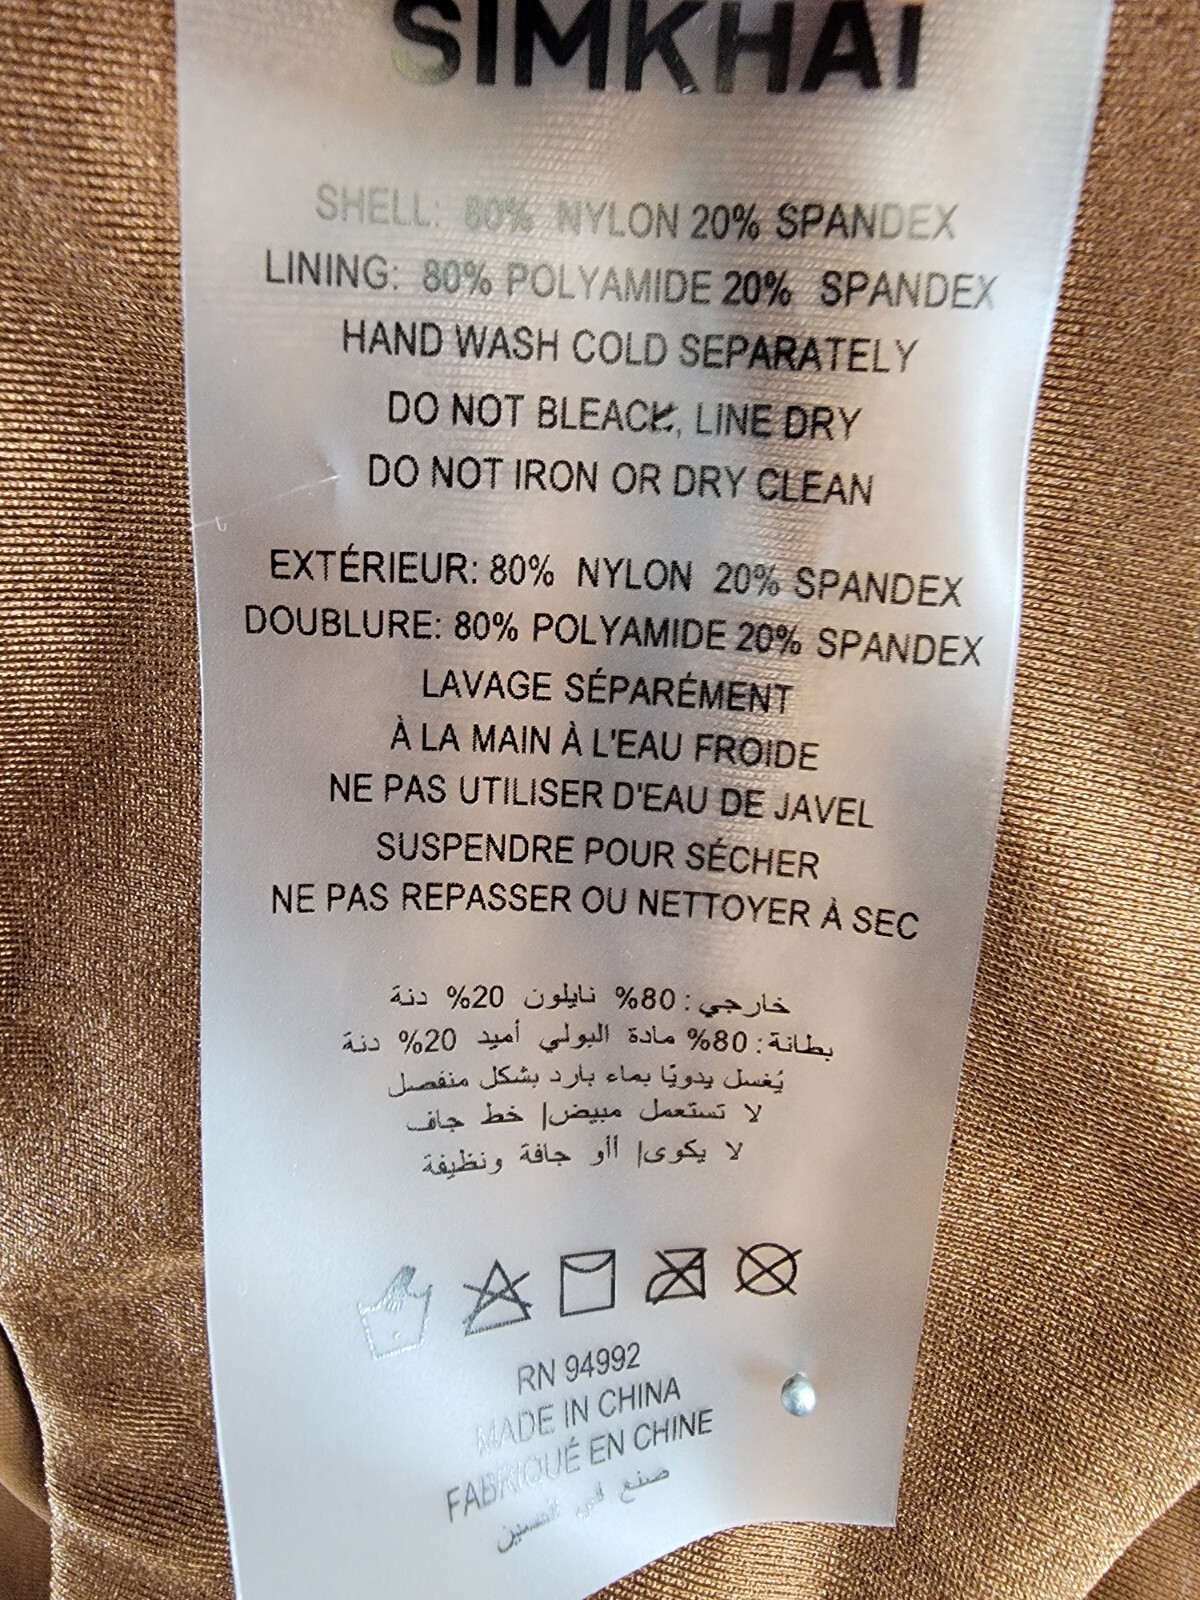 SIMKHAI
SHELL: 80% NYLON 20% SPANDEX
LINING: 80% POLYAMIDE 20% SPANDEX
HAND WASH COLD SEPARATELY
DO NOT BLEACK, LINE DRY
DO NOT IRON OR DRY CLEAN
EXTÉRIEUR: 80% NYLON 20% SPANDEX
DOUBLURE: 80% POLYAMIDE 20% SPANDEX
LAVAGE SÉPARÉMENT
À LA MAIN À L'EAU FROIDE
NE PAS UTILISER D'EAU DE JAVEL
SUSPENDRE POUR SÉCHER
NE PAS REPASSER OU NETTOYER À SEC
خارجي: 80% نايلون 20% دنة
بطانة: 80% مادة البولي أميد 20% دنة
يُغسل يدويًا بماء بارد بشكل منفصل
لا تستعمل مبيض| خط جاف
لا يكوى| أأو جافة ونظيفة
RN 94992
MADE IN CHINA
FABRIQUÉ EN CHINE
صنع في الصين